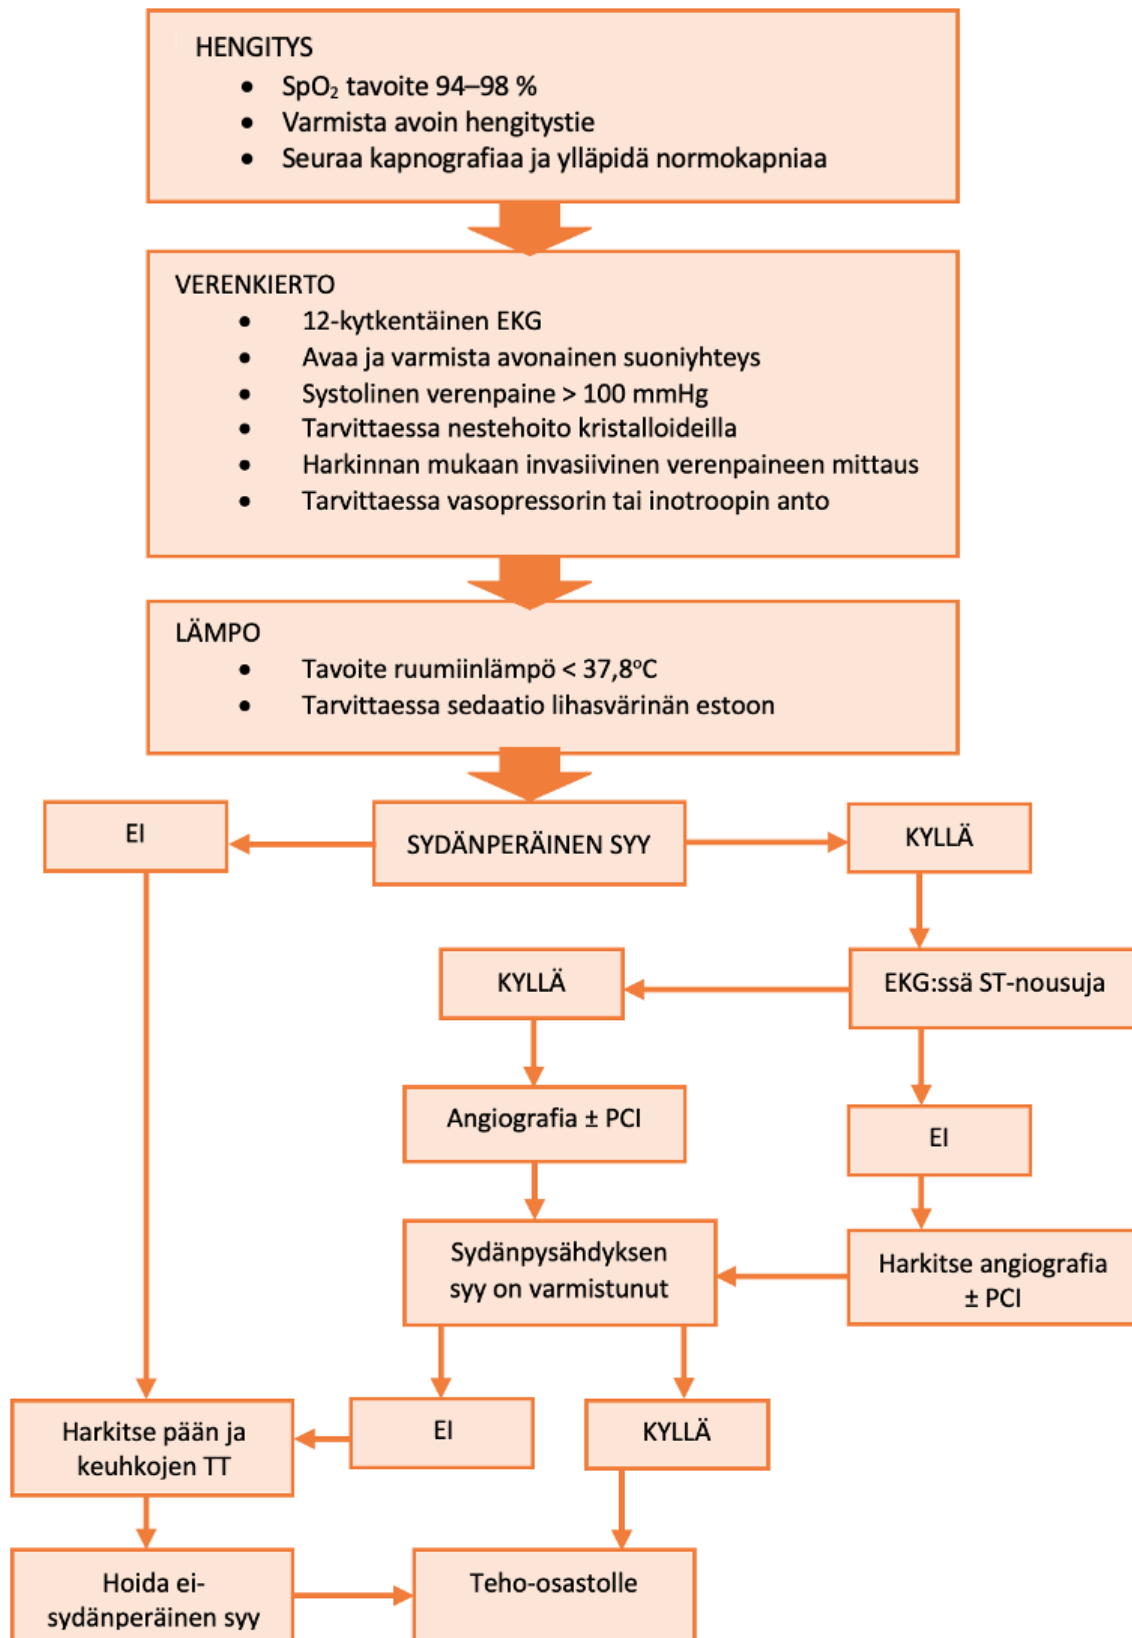 HENGITYS
• SpO₂ tavoite 94–98 %
• Varmista avoin hengitystie
• Seuraa kapnografiaa ja ylläpidä normokapniaa
VERENKIERTO
• 12-kytkentäinen EKG
• Avaa ja varmista avonainen suoniyhteys
• Systolinen verenpaine > 100 mmHg
• Tarvittaessa nestehoito kristalloideilla
• Harkinnan mukaan invasiivinen verenpaineen mittaus
• Tarvittaessa vasopressorin tai inotroopin anto
LÄMPO
• Tavoite ruumiinlämpö < 37,8ºC
• Tarvittaessa sedaatio lihasvärinän estoon
EI
SYDÄNPERÄINEN SYY
KYLLÄ
KYLLÄ
EKG:ssä ST-nousuja
Angiografia ± PCI
EI
Sydänpysähdyksen
syy on varmistunut
Harkitse angiografia
± PCI
Harkitse pään ja
keuhkojen TT
EI
KYLLÄ
Hoida ei-
sydänperäinen syy
Teho-osastolle